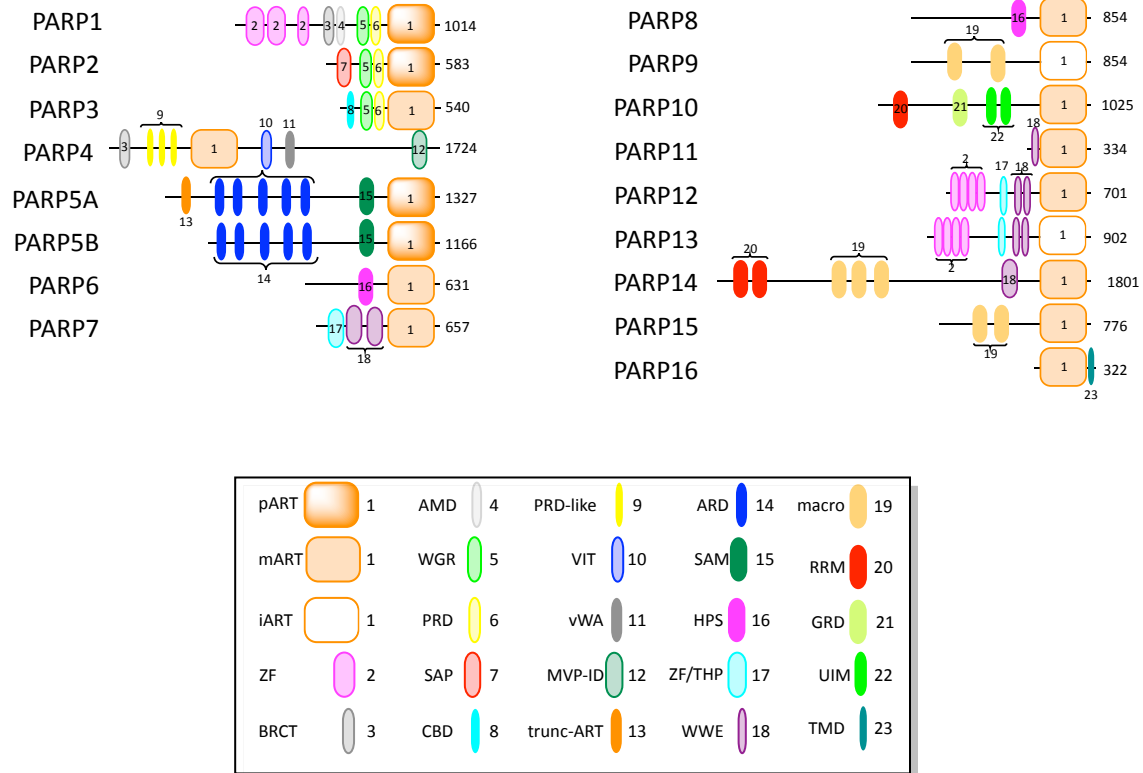 PARP1 2 2 2 3 4 5 6 1 1014
PARP2 7 5 6 1 583
PARP3 8 5 6 1 540
9 10 11
PARP4 3 1 12 1724
PARP5A 15 1 1327
13
PARP5B 15 1 1166
14
PARP6 16 1 631
PARP7 17 1 657
18
PARP8 16 1 854
19
PARP9 1 854
PARP10 20 21 1 1025
22
18
PARP11 1 334
2 17 18
PARP12 1 701
PARP13 1 902
2
20 19
PARP14 18 1 1801
PARP15 1 776
19
PARP16 1 322
23
pART 1 AMD 4 PRD-like 9 ARD 14 macro 19
mART 1 WGR 5 VIT 10 SAM 15 RRM 20
iART 1 PRD 6 vWA 11 HPS 16 GRD 21
ZF 2 SAP 7 MVP-ID 12 ZF/THP 17 UIM 22
BRCT 3 CBD 8 trunc-ART 13 WWE 18 TMD 23